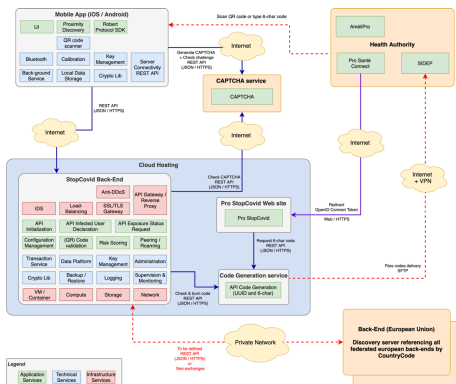 Mobile App (iOS / Android)
UI
Proximity
Discovery
Robert
Protocol SDK
QR code
scanner
Bluetooth
Calibration
Key
Management
Server
Connectivity
REST API
Back-ground
Service
Local Data
Storage
Crypto Lib
Scan QR code or type 6-char code
Generate CAPTCHA
+ Check challenge
REST API
(JSON / HTTPS)
Internet
CAPTCHA service
CAPTCHA
AméliPro
Health Authority
Pro Santé
Connect
SIDEP
REST API
(JSON / HTTPS)
Internet
Internet
Internet
Internet
+ VPN
Cloud Hosting
StopCovid Back-End
Anti-DDoS
API Gateway /
Reverse
Proxy
IDS
Load-
Balancing
SSL/TLS
Gateway
API
Initialization
API Infected User
Declaration
API Exposure Status
Request
Configuration
Management
(QR) Code
validation
Risk Scoring
Peering /
Roaming
Transaction
Service
Data Platform
Key
Management
Administration
Crypto Lib
Backup /
Restore
Logging
Supervision &
Monitoring
VM /
Container
Compute
Storage
Network
Check CAPTCHA
REST API
(JSON / HTTPS)
Pro StopCovid Web site
Pro StopCovid
Redirect
OpenID Connect Token
Web / HTTPS
Request 6-char code
REST API
(JSON / HTTPS)
Code Generation service
API Code Generation
(UUID and 6-char)
Check & burn code
REST API
(JSON / HTTPS)
Files codes delivery
SFTP
To be defined
REST API
(JSON / HTTPS)
or
files exchanges
Private Network
Back-End (European Union)
Discovery server referencing all
federated european back-ends by
CountryCode
Legend
Application
Services
Technical
Services
Infrastructure
Services